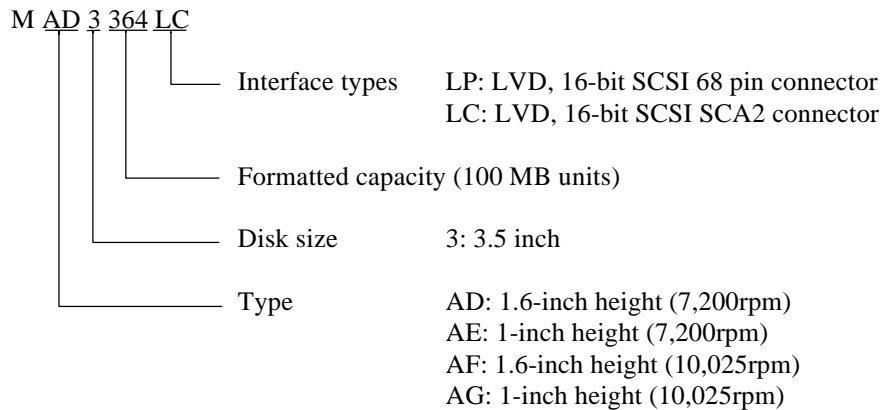 M AD 3 364 LC
Interface types LP: LVD, 16-bit SCSI 68 pin connector
LC: LVD, 16-bit SCSI SCA2 connector
Formatted capacity (100 MB units)
Disk size 3: 3.5 inch
Type AD: 1.6-inch height (7,200rpm)
AE: 1-inch height (7,200rpm)
AF: 1.6-inch height (10,025rpm)
AG: 1-inch height (10,025rpm)